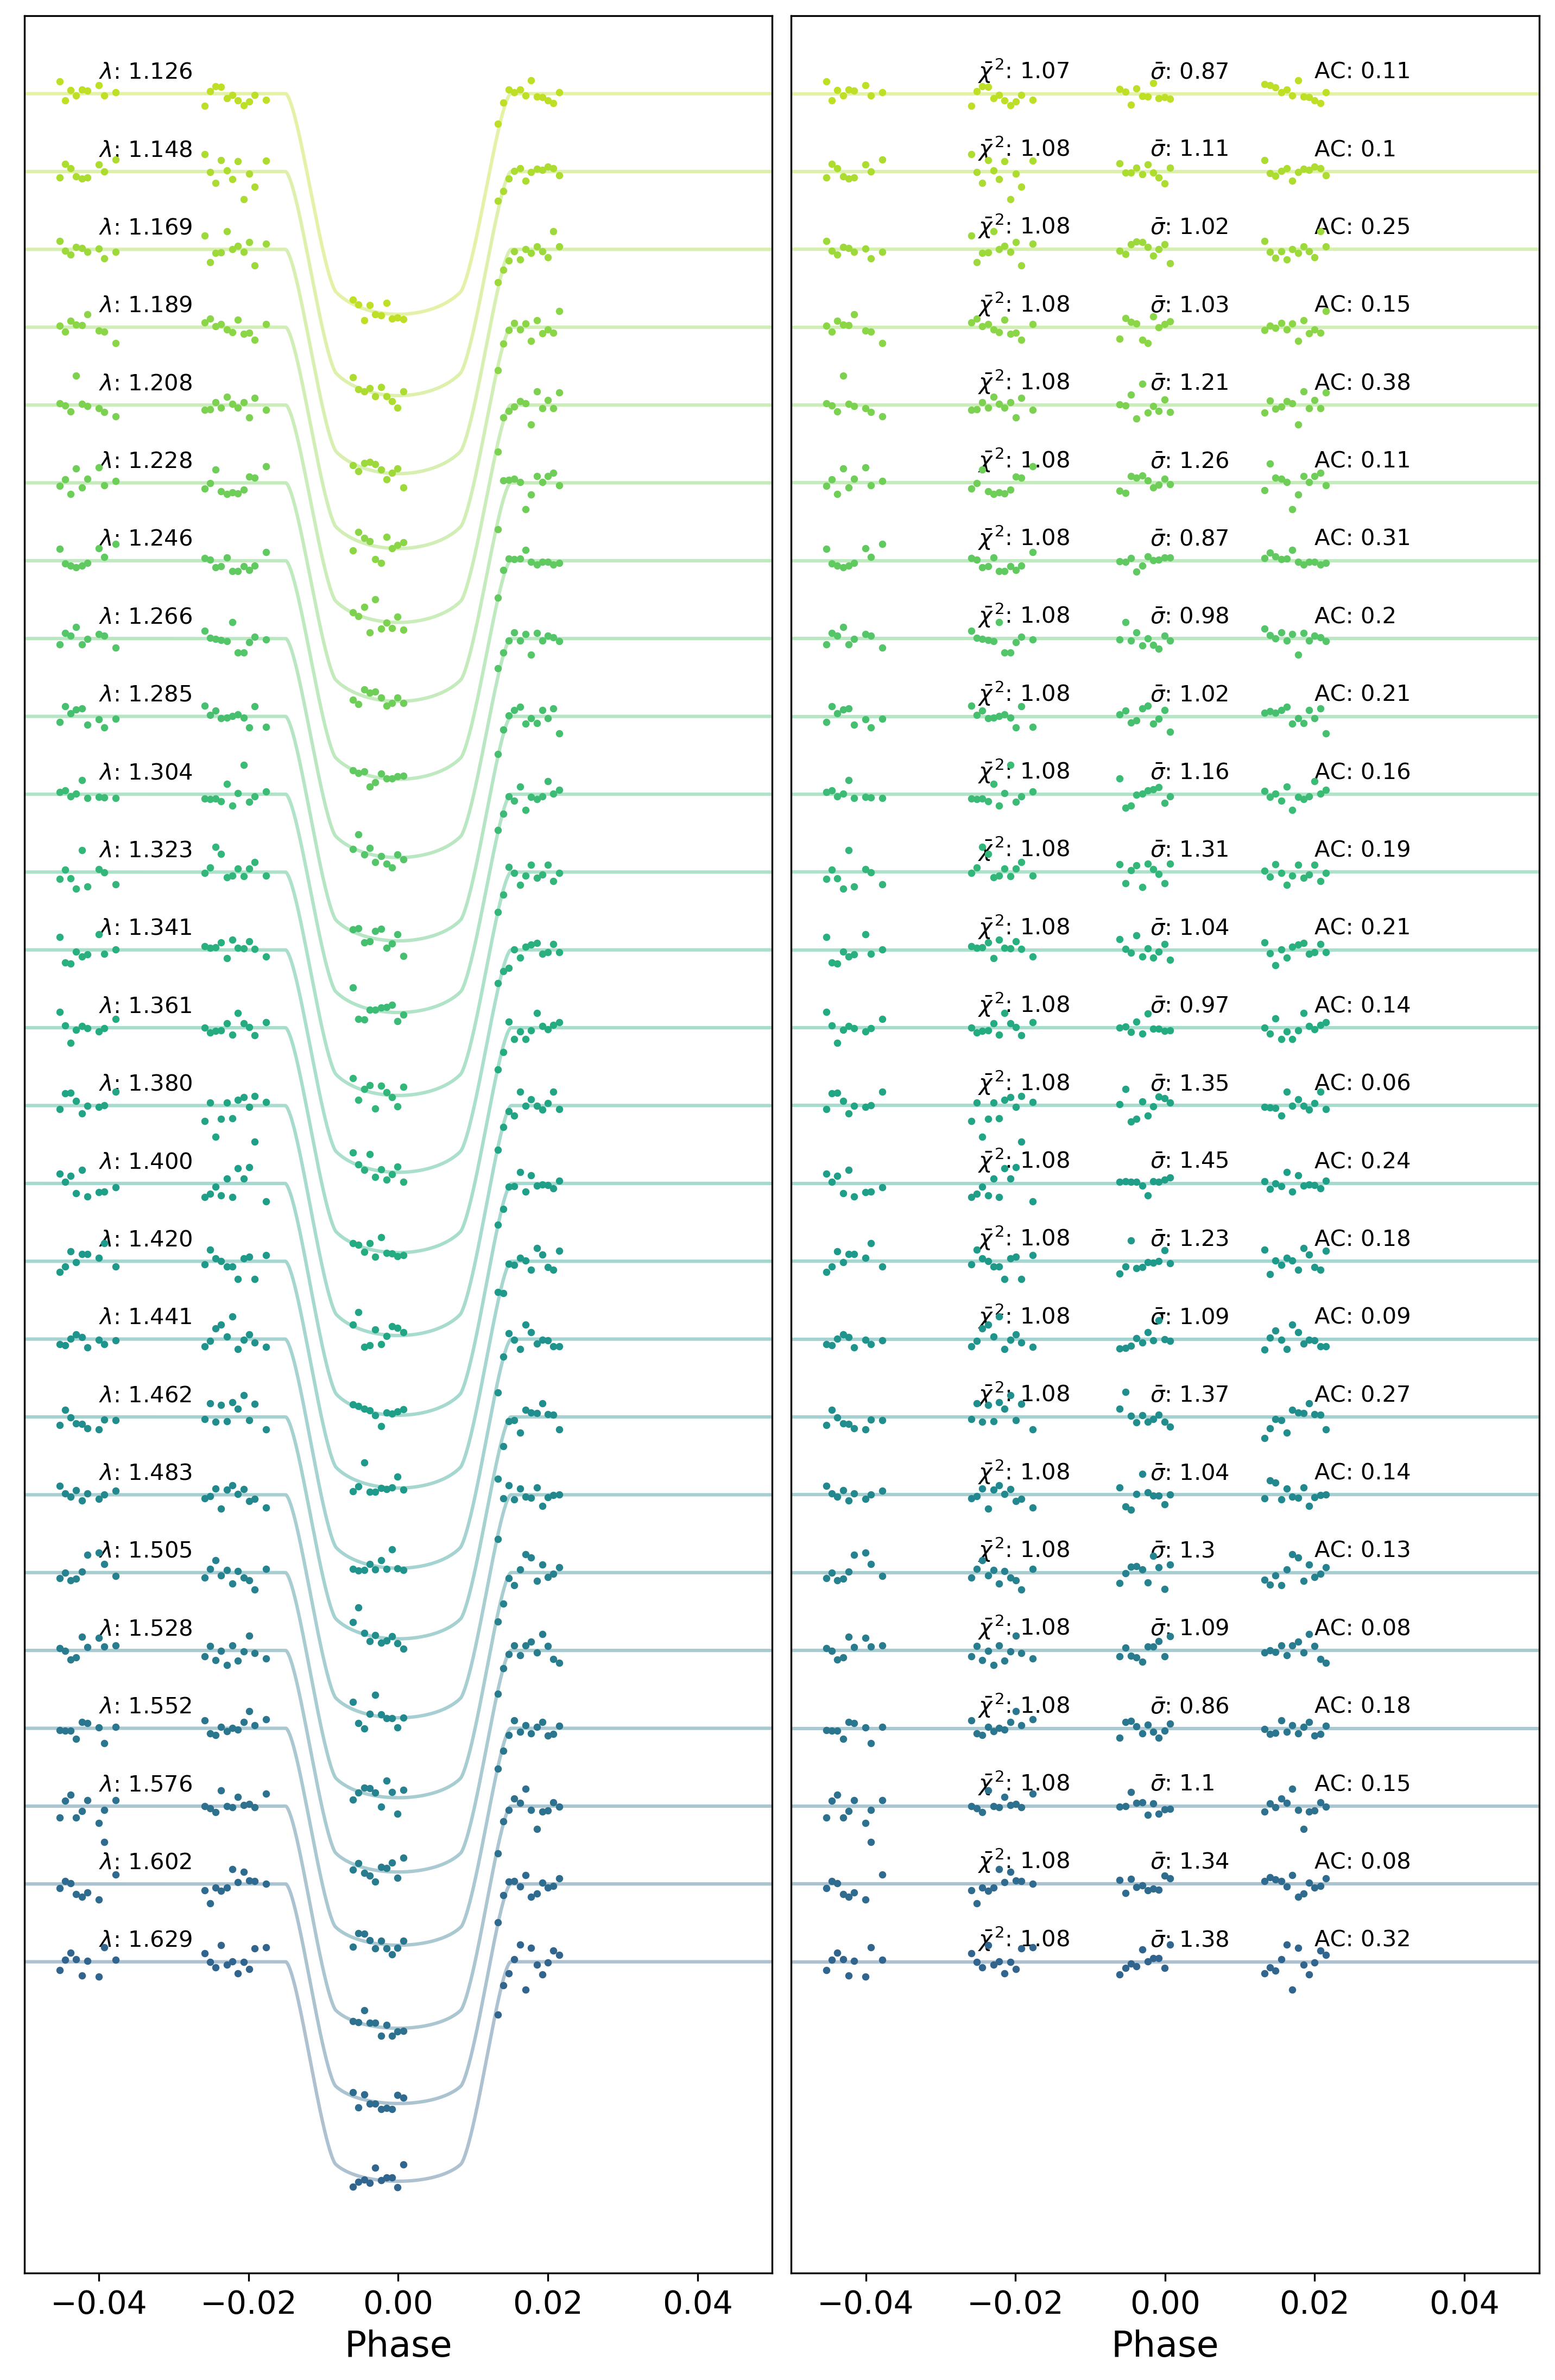 λ: 1.126 χ̄²: 1.07 σ̄: 0.87 AC: 0.11
λ: 1.148 χ̄²: 1.08 σ̄: 1.11 AC: 0.1
λ: 1.169 χ̄²: 1.08 σ̄: 1.02 AC: 0.25
λ: 1.189 χ̄²: 1.08 σ̄: 1.03 AC: 0.15
λ: 1.208 χ̄²: 1.08 σ̄: 1.21 AC: 0.38
λ: 1.228 χ̄²: 1.08 σ̄: 1.26 AC: 0.11
λ: 1.246 χ̄²: 1.08 σ̄: 0.87 AC: 0.31
λ: 1.266 χ̄²: 1.08 σ̄: 0.98 AC: 0.2
λ: 1.285 χ̄²: 1.08 σ̄: 1.02 AC: 0.21
λ: 1.304 χ̄²: 1.08 σ̄: 1.16 AC: 0.16
λ: 1.323 χ̄²: 1.08 σ̄: 1.31 AC: 0.19
λ: 1.341 χ̄²: 1.08 σ̄: 1.04 AC: 0.21
λ: 1.361 χ̄²: 1.08 σ̄: 0.97 AC: 0.14
λ: 1.380 χ̄²: 1.08 σ̄: 1.35 AC: 0.06
λ: 1.400 χ̄²: 1.08 σ̄: 1.45 AC: 0.24
λ: 1.420 χ̄²: 1.08 σ̄: 1.23 AC: 0.18
λ: 1.441 χ̄²: 1.08 σ̄: 1.09 AC: 0.09
λ: 1.462 χ̄²: 1.08 σ̄: 1.37 AC: 0.27
λ: 1.483 χ̄²: 1.08 σ̄: 1.04 AC: 0.14
λ: 1.505 χ̄²: 1.08 σ̄: 1.3 AC: 0.13
λ: 1.528 χ̄²: 1.08 σ̄: 1.09 AC: 0.08
λ: 1.552 χ̄²: 1.08 σ̄: 0.86 AC: 0.18
λ: 1.576 χ̄²: 1.08 σ̄: 1.1 AC: 0.15
λ: 1.602 χ̄²: 1.08 σ̄: 1.34 AC: 0.08
λ: 1.629 χ̄²: 1.08 σ̄: 1.38 AC: 0.32
−0.04 −0.02 0.00 0.02 0.04 −0.04 −0.02 0.00 0.02 0.04
Phase Phase